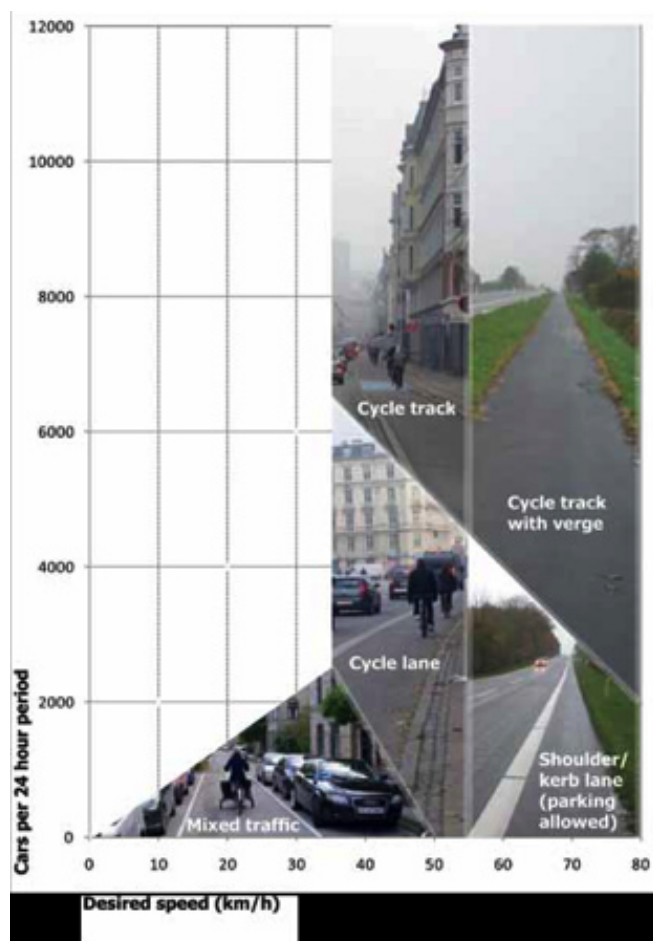 12000
10000
8000
6000
4000
2000
0
Cars per 24 hour period
Cycle track
Cycle track
with verge
Cycle lane
Shoulder/
kerb lane
(parking
allowed)
Mixed traffic
0 10 20 30 40 50 60 70 80
Desired speed (km/h)